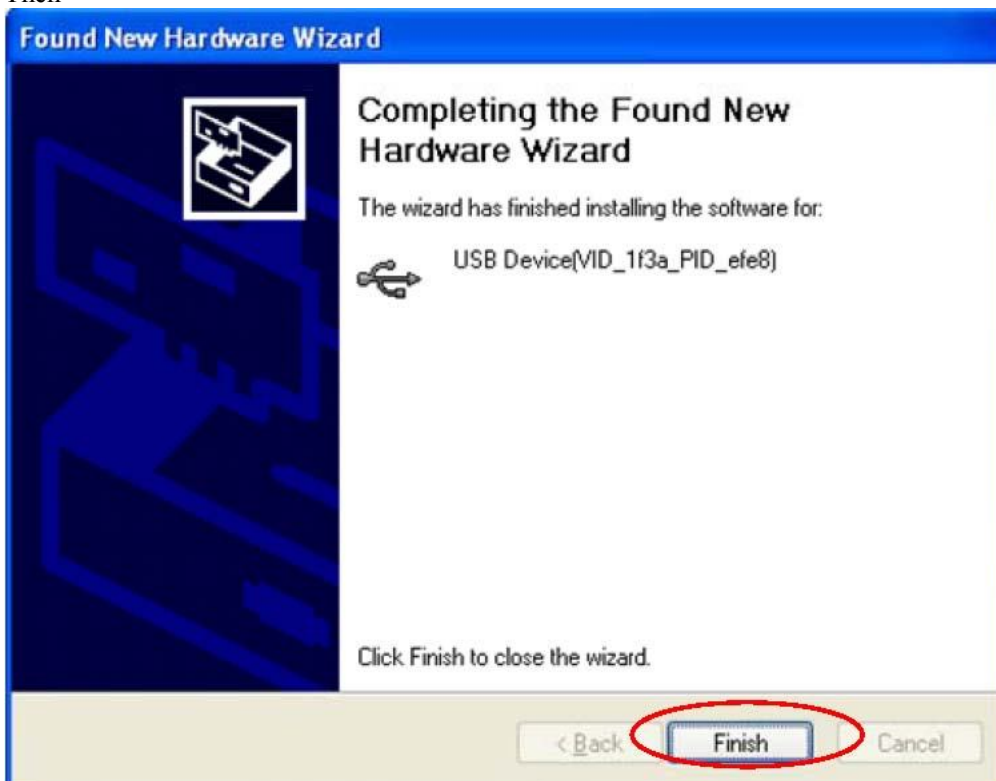 Then
Found New Hardware Wizard
Completing the Found New
Hardware Wizard
The wizard has finished installing the software for:
USB Device(VID_1f3a_PID_efe8)
Click Finish to close the wizard.
< Back
Finish
Cancel